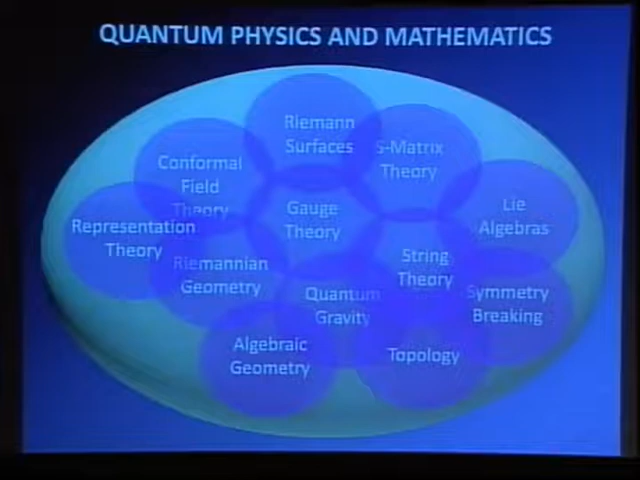 QUANTUM PHYSICS AND MATHEMATICS
Riemann
Surfaces
S-Matrix
Theory
Conformal
Field
Theory
Lie
Algebras
Gauge
Theory
Representation
Theory
String
Theory
Riemannian
Geometry
Quantum
Gravity
Symmetry
Breaking
Algebraic
Geometry
Topology